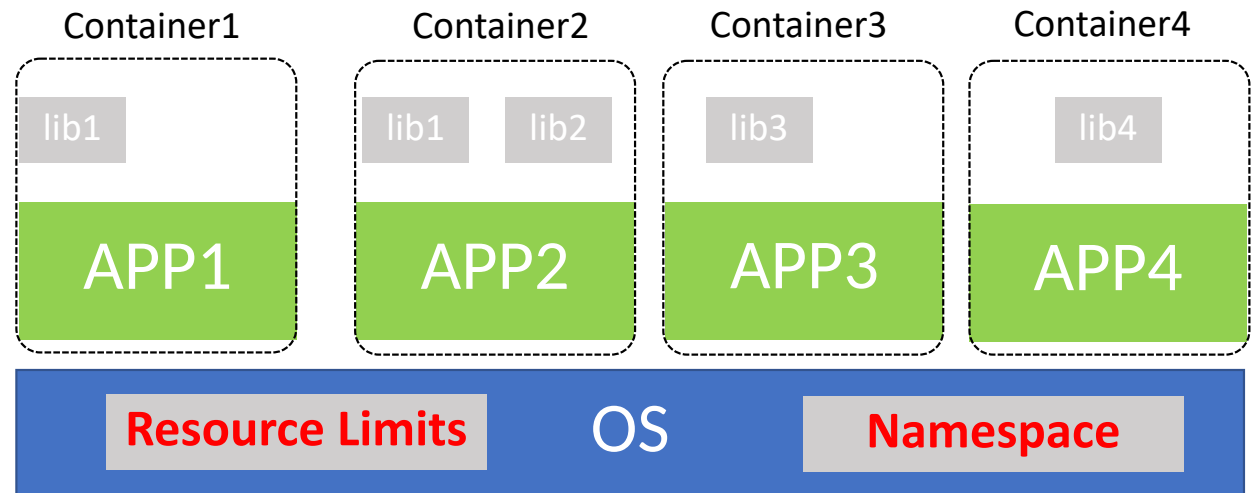 Container1 Container2 Container3 Container4
lib1 lib1 lib2 lib3 lib4
APP1 APP2 APP3 APP4
Resource Limits OS Namespace